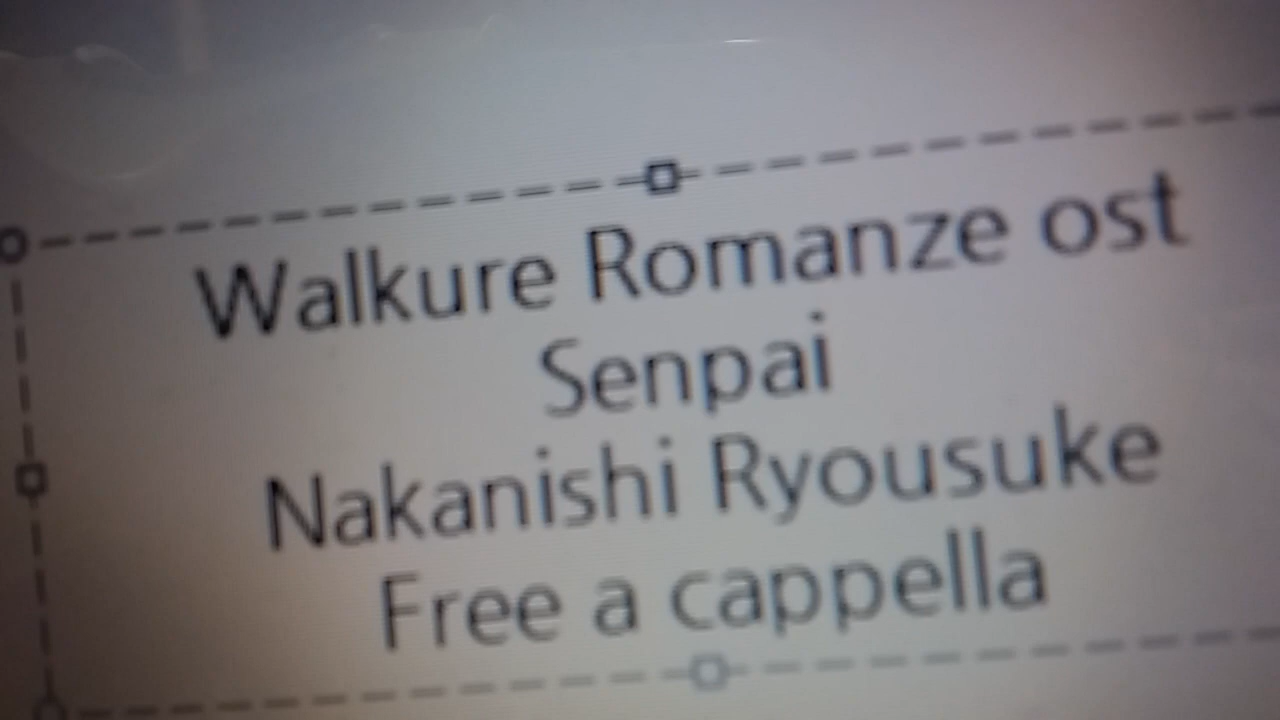 Walkure Romanze ost
Senpai
Nakanishi Ryousuke
Free a cappella